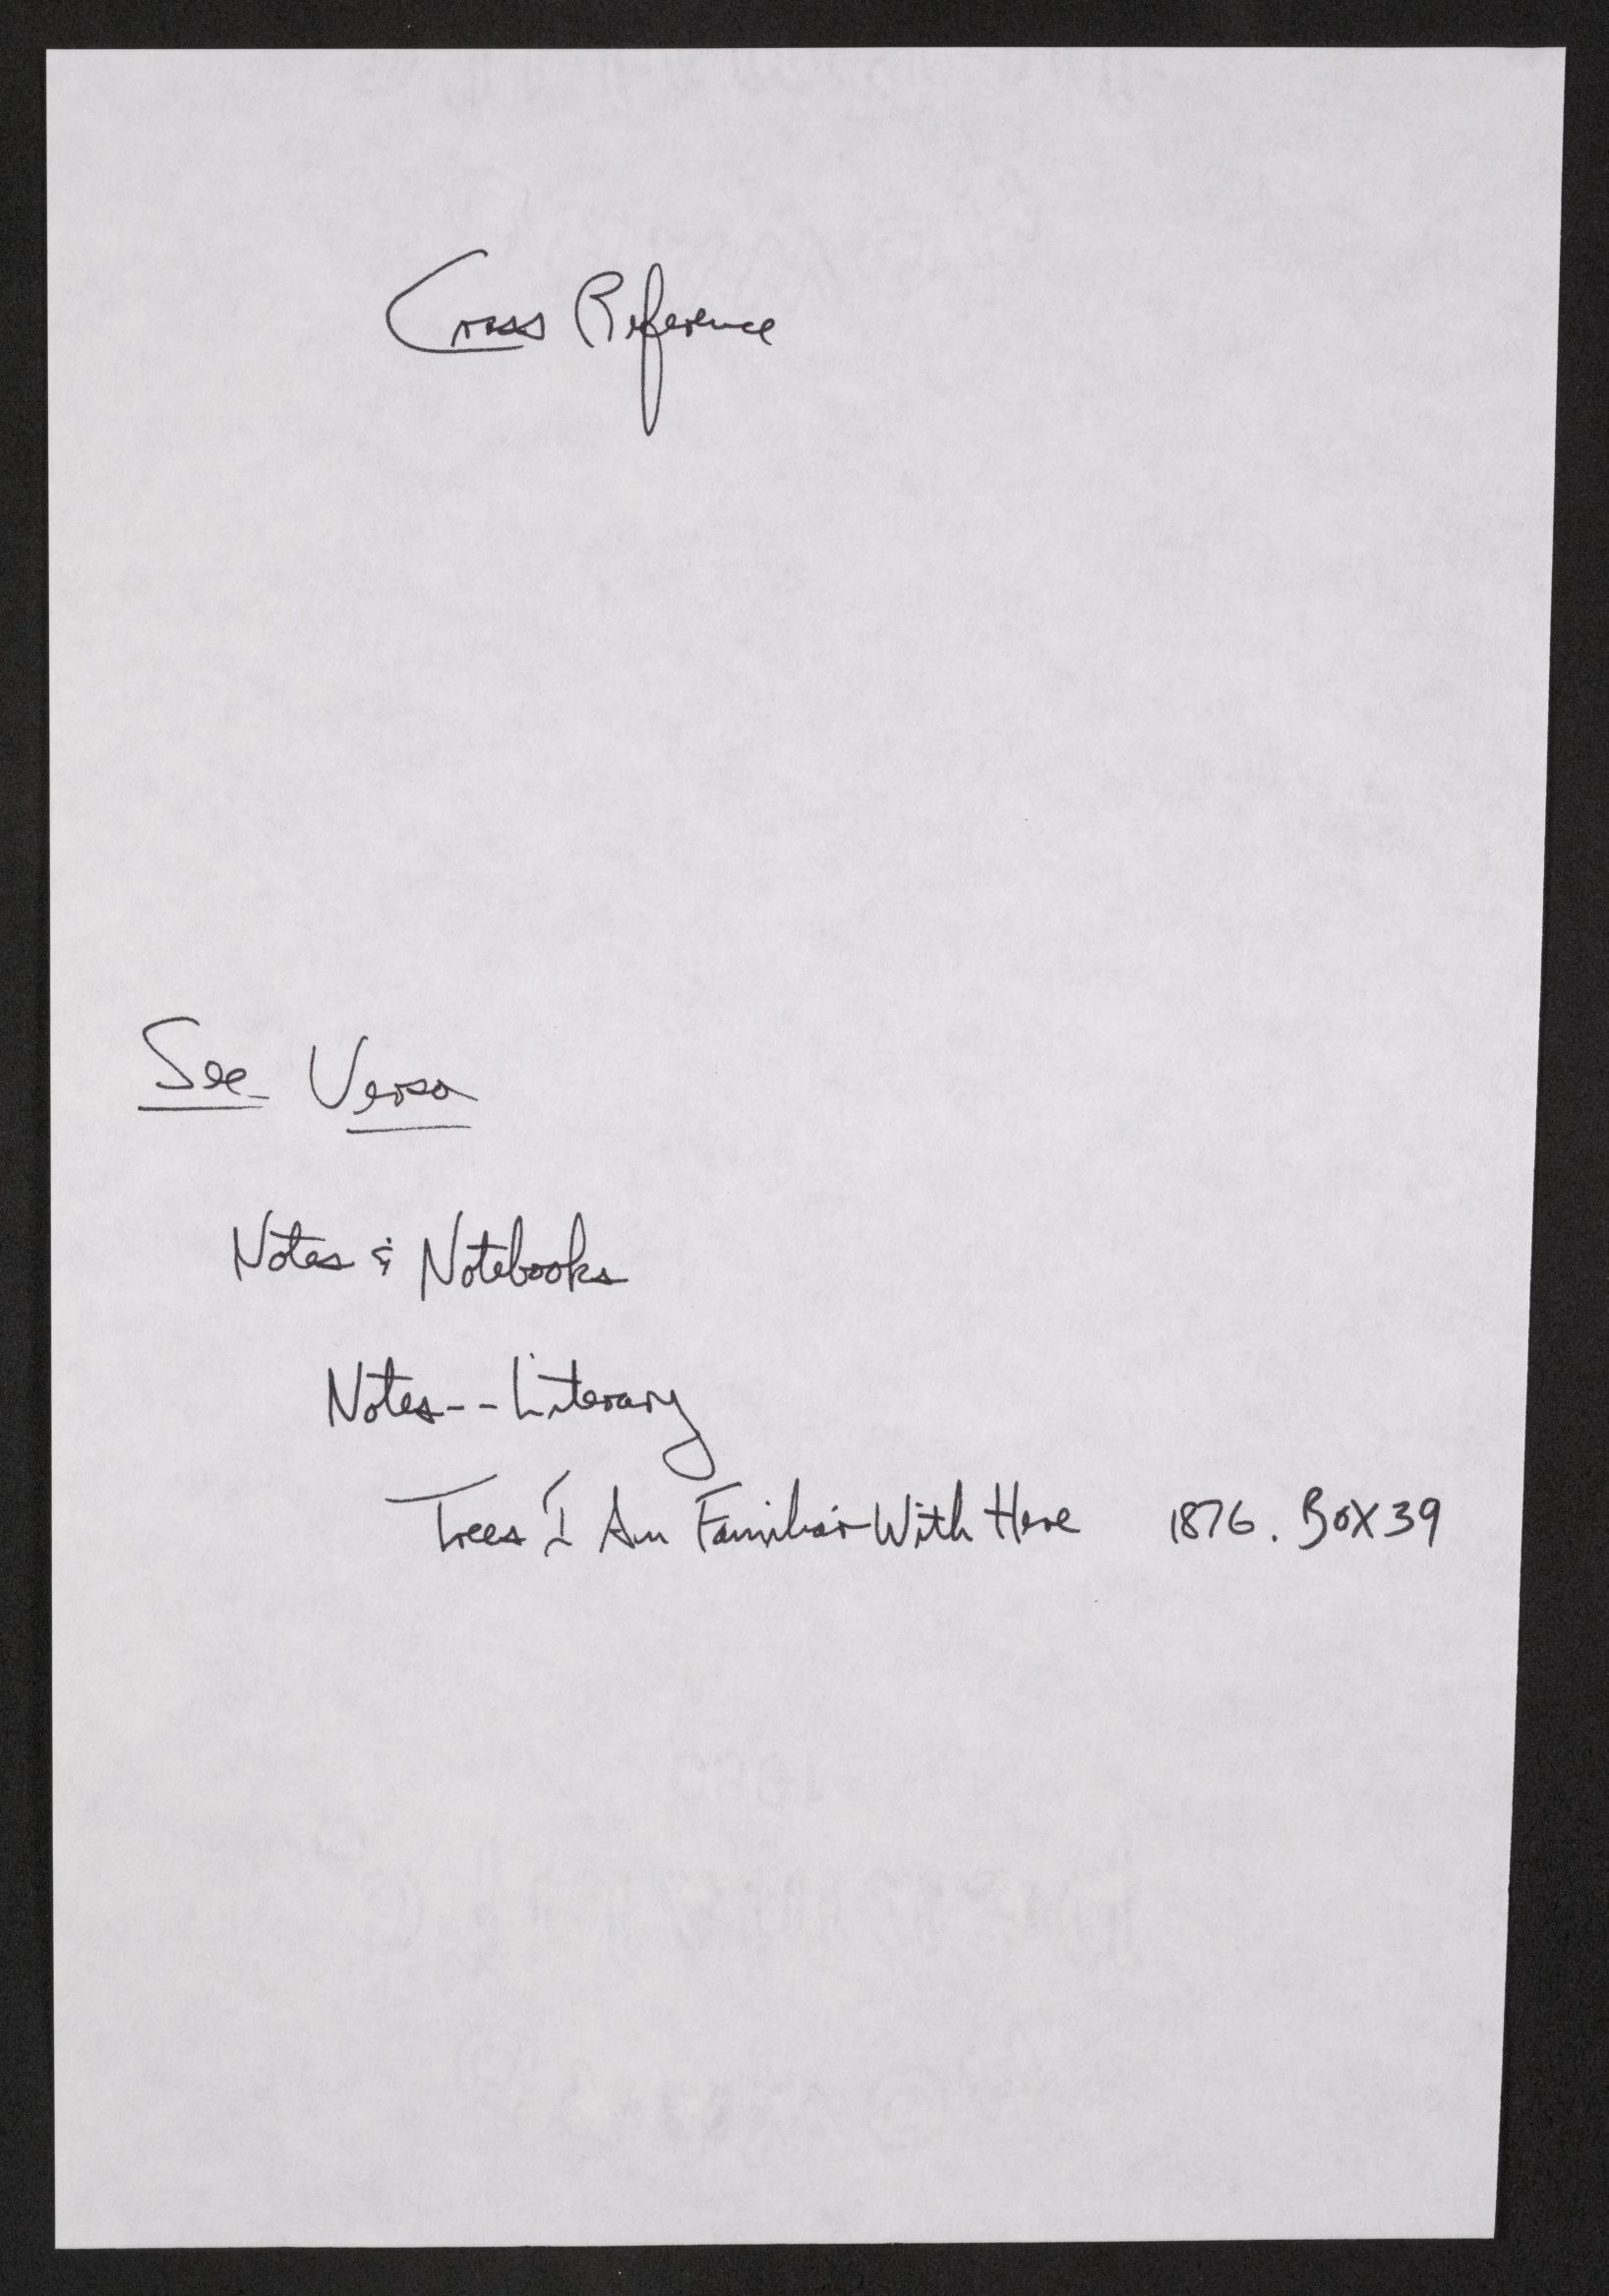 Cross Reference
See Verso
Notes & Notebooks
Notes--Literary
Trees I Am Familiar With Here 1876. Box 39